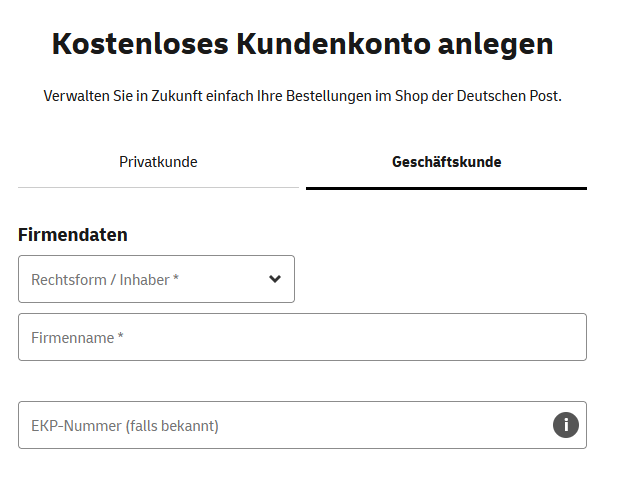 Kostenloses Kundenkonto anlegen
Verwalten Sie in Zukunft einfach Ihre Bestellungen im Shop der Deutschen Post.
Privatkunde
Geschäftskunde
Firmendaten
Rechtsform / Inhaber *
Firmenname *
EKP-Nummer (falls bekannt)